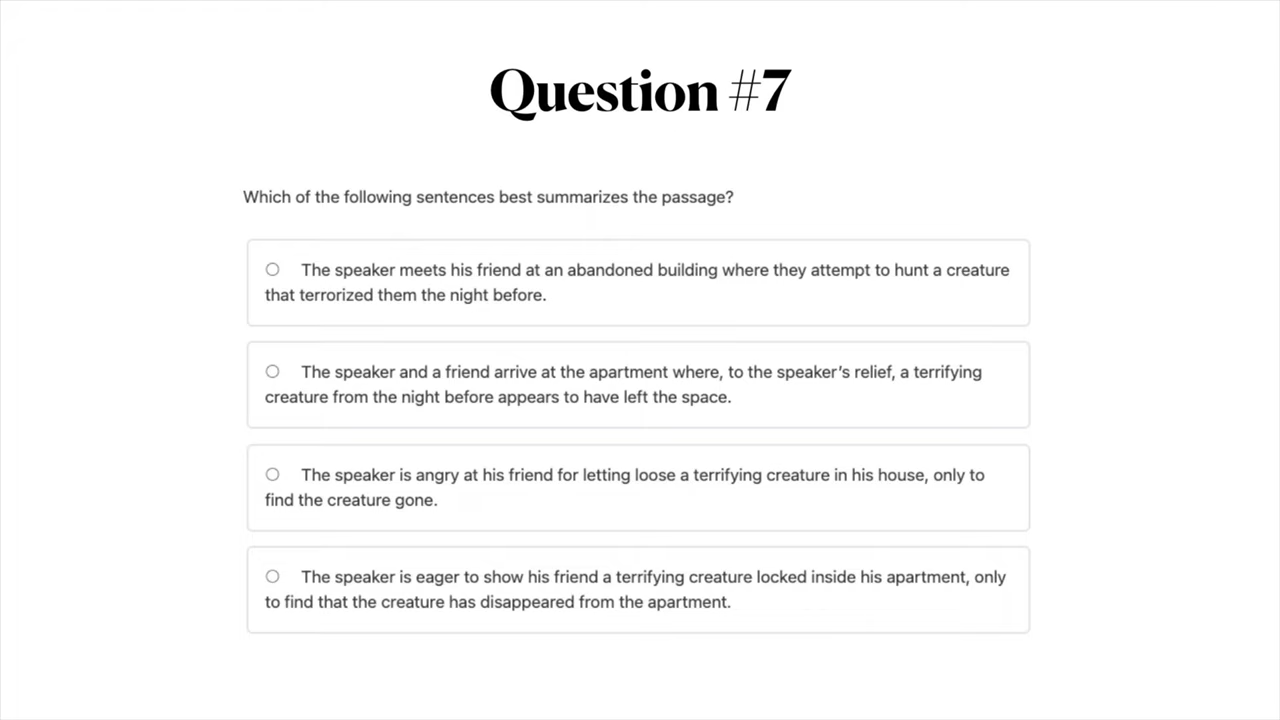 Question #7
Which of the following sentences best summarizes the passage?
The speaker meets his friend at an abandoned building where they attempt to hunt a creature
that terrorized them the night before.
The speaker and a friend arrive at the apartment where, to the speaker’s relief, a terrifying
creature from the night before appears to have left the space.
The speaker is angry at his friend for letting loose a terrifying creature in his house, only to
find the creature gone.
The speaker is eager to show his friend a terrifying creature locked inside his apartment, only
to find that the creature has disappeared from the apartment.